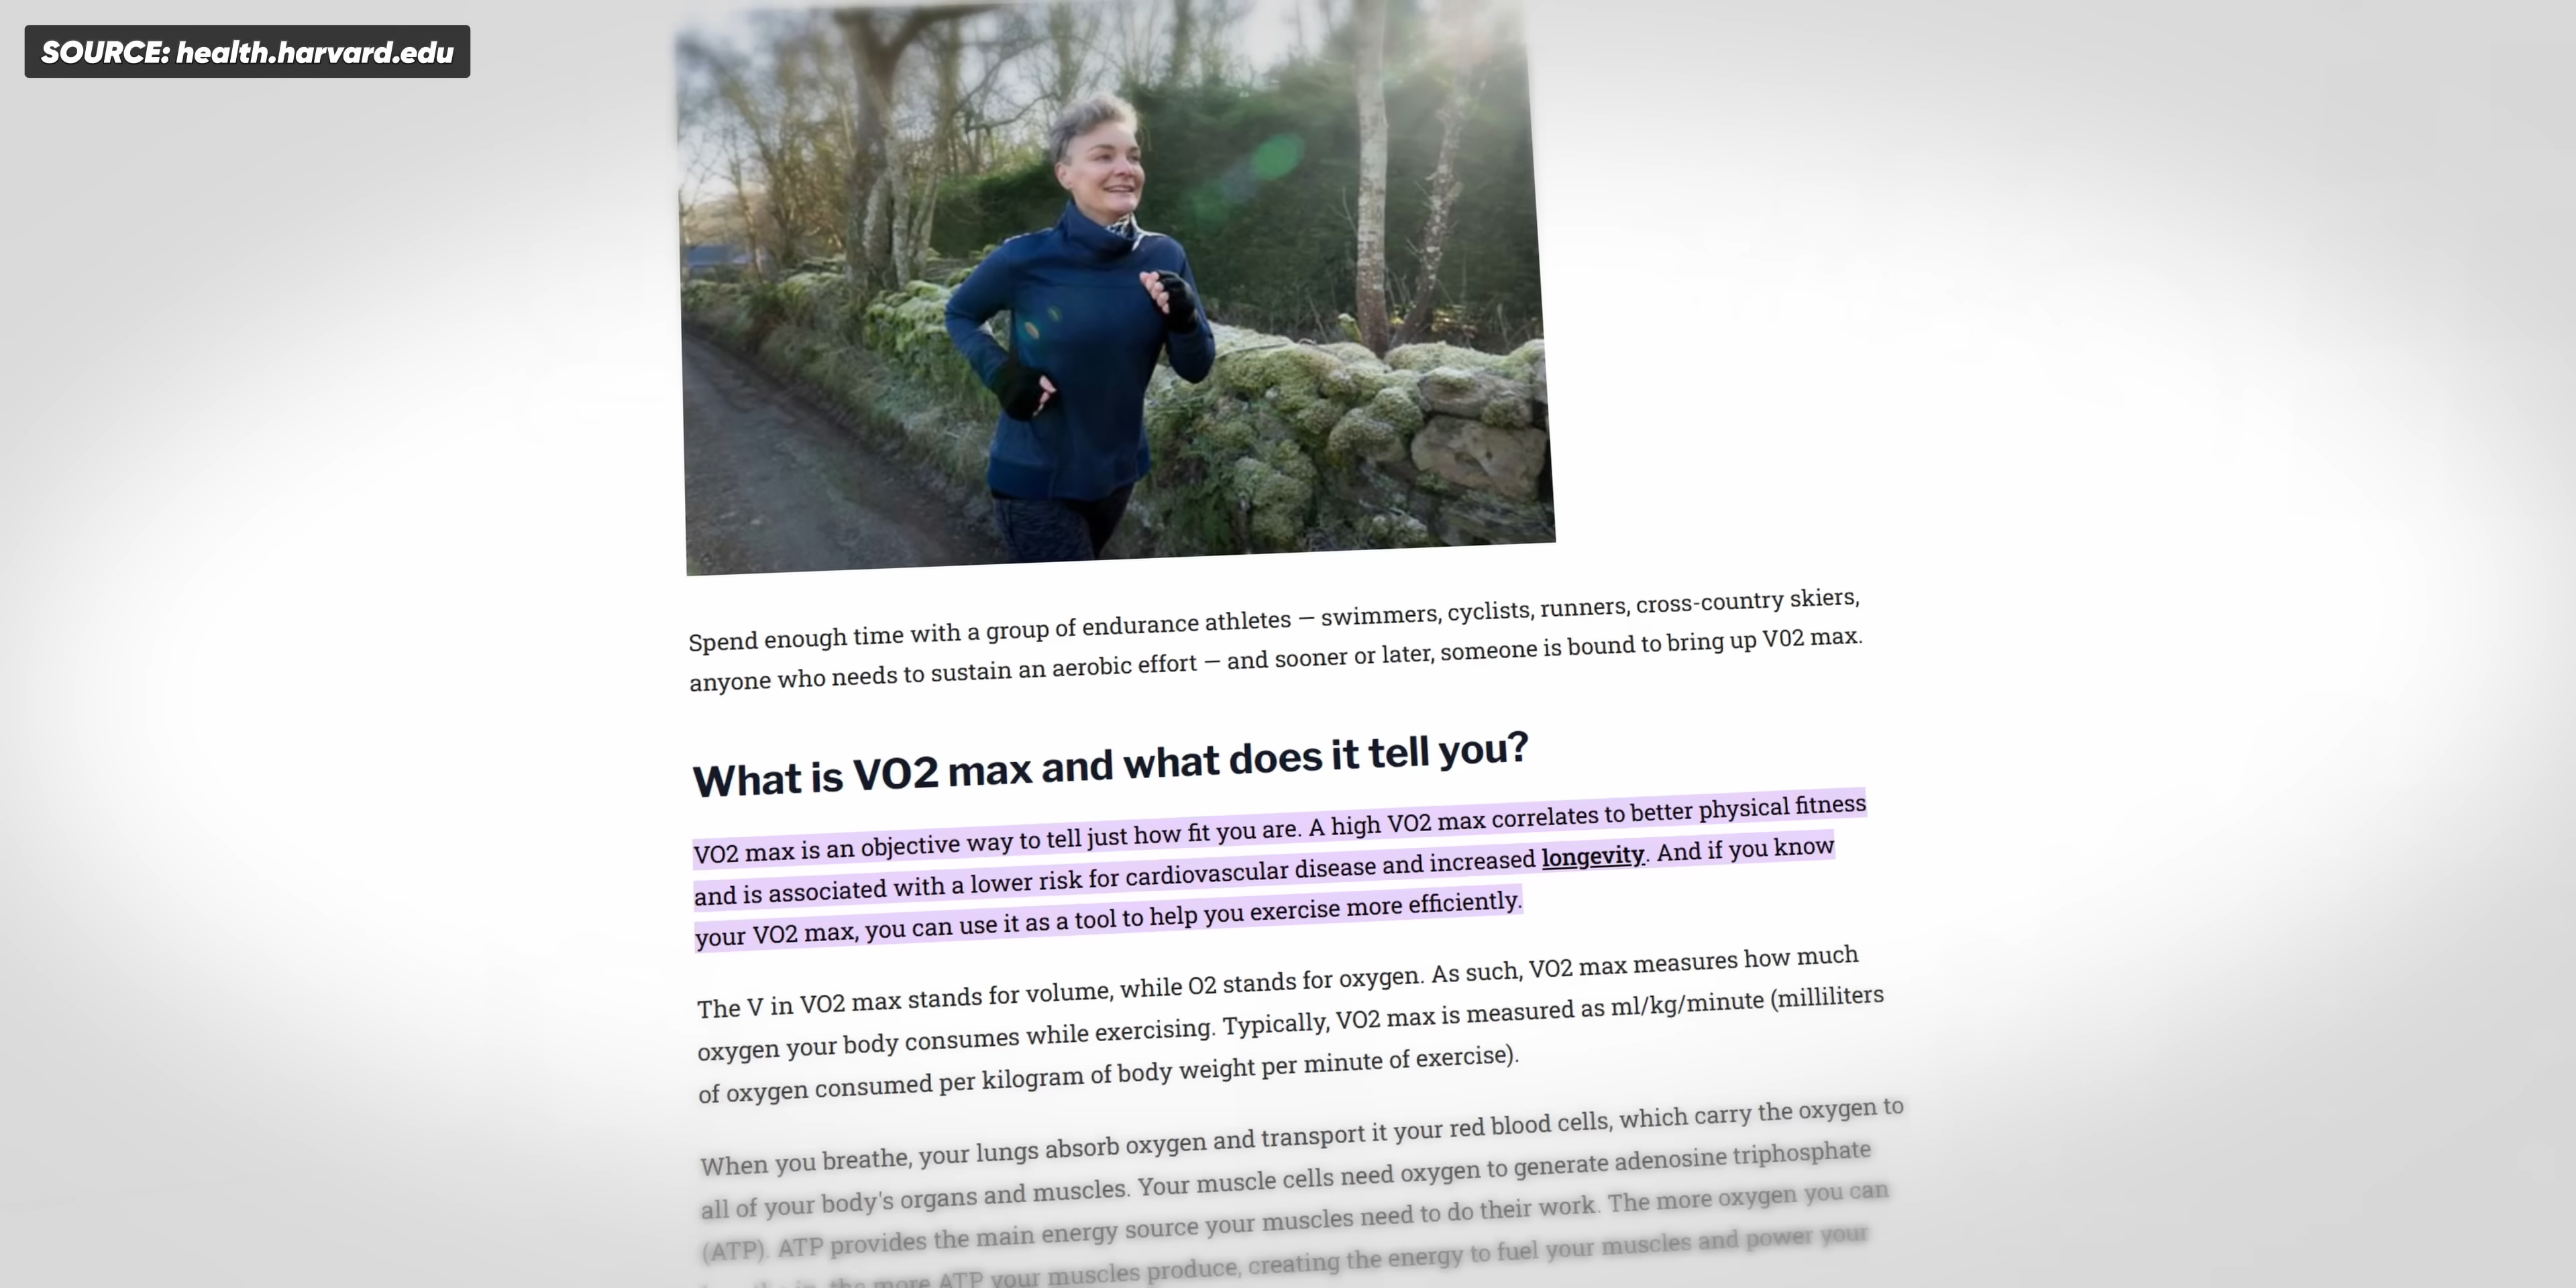 SOURCE: health.harvard.edu
Spend enough time with a group of endurance athletes — swimmers, cyclists, runners, cross-country skiers,
anyone who needs to sustain an aerobic effort — and sooner or later, someone is bound to bring up V02 max.
What is VO2 max and what does it tell you?
VO2 max is an objective way to tell just how fit you are. A high VO2 max correlates to better physical fitness
and is associated with a lower risk for cardiovascular disease and increased longevity. And if you know
your VO2 max, you can use it as a tool to help you exercise more efficiently.
The V in VO2 max stands for volume, while O2 stands for oxygen. As such, VO2 max measures how much
oxygen your body consumes while exercising. Typically, VO2 max is measured as ml/kg/minute (milliliters
of oxygen consumed per kilogram of body weight per minute of exercise).
When you breathe, your lungs absorb oxygen and transport it your red blood cells, which carry the oxygen to
all of your body's organs and muscles. Your muscle cells need oxygen to generate adenosine triphosphate
(ATP). ATP provides the main energy source your muscles need to do their work. The more oxygen you can
the more ATP your muscles produce, creating the energy to fuel your muscles and power your